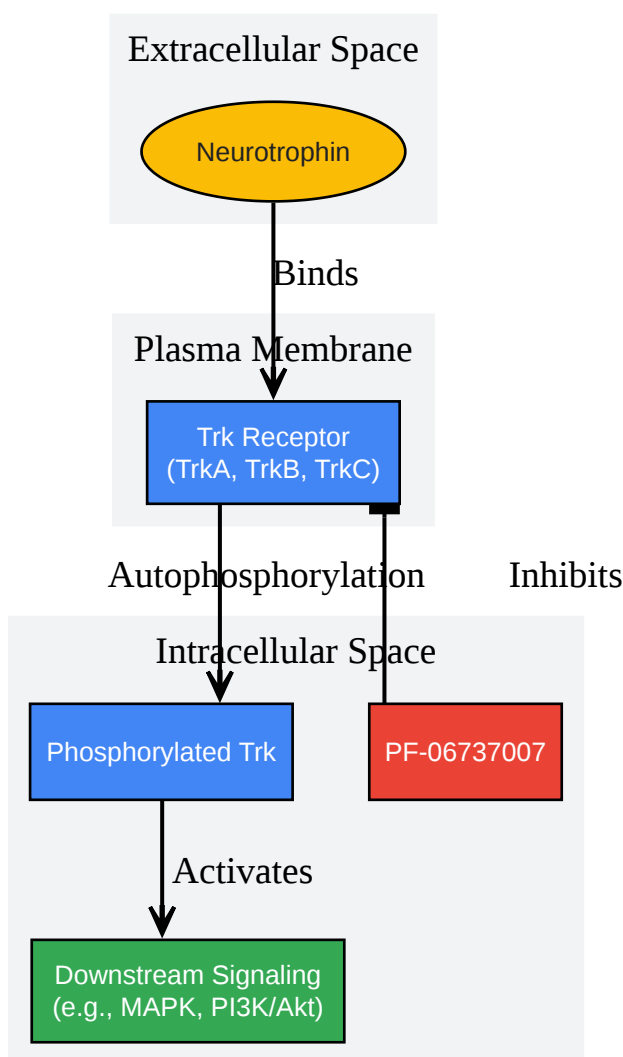 Extracellular Space
Neurotrophin
Binds
Plasma Membrane
Trk Receptor
(TrkA, TrkB, TrkC)
Autophosphorylation
Inhibits
Intracellular Space
Phosphorylated Trk
PF-06737007
Activates
Downstream Signaling
(e.g., MAPK, PI3K/Akt)